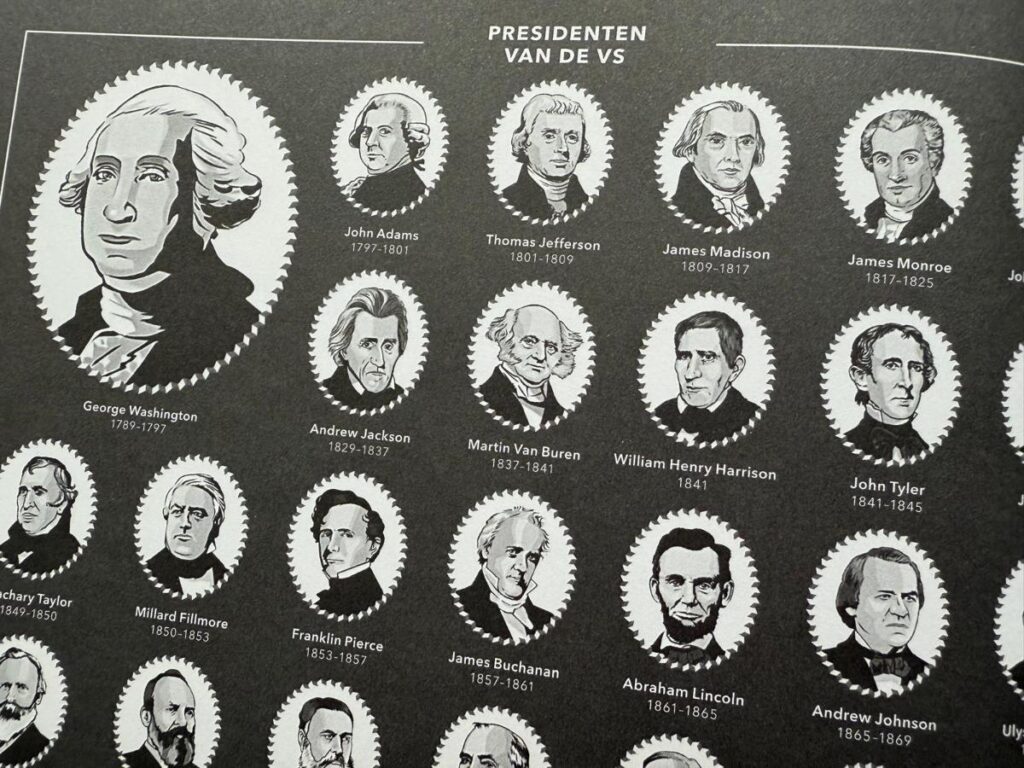 PRESIDENTEN
VAN DE VS
George Washington
1789-1797
John Adams
1797-1801
Thomas Jefferson
1801-1809
James Madison
1809-1817
James Monroe
1817-1825
Andrew Jackson
1829-1837
Martin Van Buren
1837-1841
William Henry Harrison
1841
John Tyler
1841-1845
Taylor
1849-1850
Millard Fillmore
1850-1853
Franklin Pierce
1853-1857
James Buchanan
1857-1861
Abraham Lincoln
1861-1865
Andrew Johnson
1865-1869